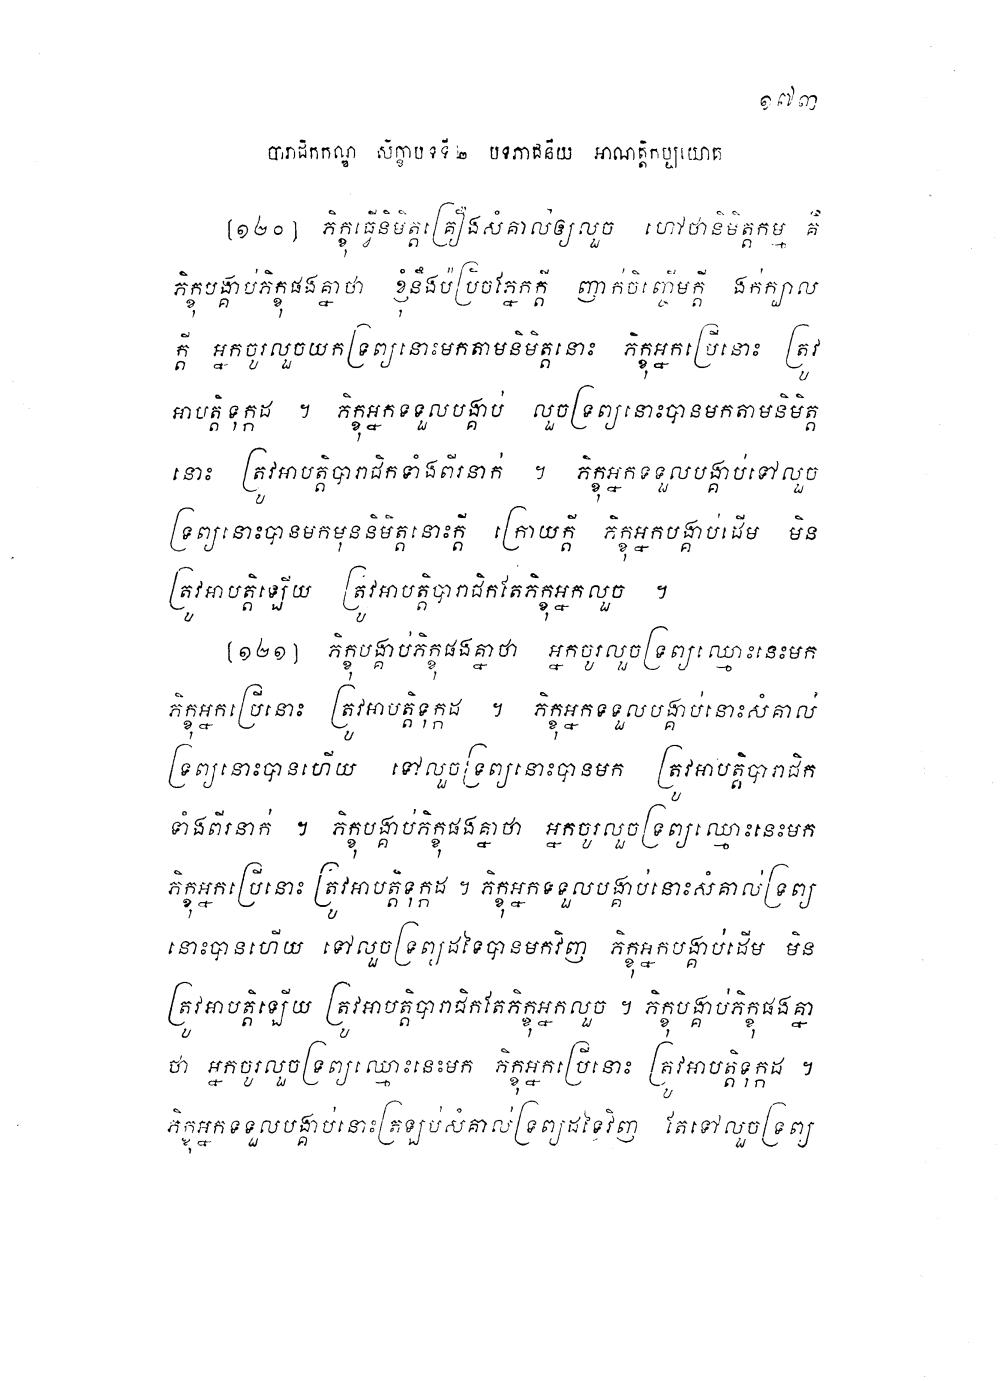 ១៧៣
បារាជិកកណ្ឌ សិក្ខាបទទី២ បទភាជនីយ អាណត្តិកប្បយោគ
[១២០] ភិក្ខុធ្វើនិមិត្តគ្រឿងសំគាល់ឲ្យលួច ហៅថានិមិត្តកម្ម គឺ
ភិក្ខុបង្គាប់ភិក្ខុផងគ្នាថា ខ្ញុំនឹងប៉ប្រិចភ្នែកក្តី ញាក់ចិញ្ចើមក្តី ងក់ក្បាល
ក្តី អ្នកចូរលួចយកទ្រព្យនោះមកតាមនិមិត្តនោះ ភិក្ខុអ្នកប្រើនោះ ត្រូវ
អាបត្តិទុក្កដ ។ ភិក្ខុអ្នកទទួលបង្គាប់ លួចទ្រព្យនោះបានមកតាមនិមិត្ត
នោះ ត្រូវអាបត្តិបារាជិកទាំងពីរនាក់ ។ ភិក្ខុអ្នកទទួលបង្គាប់ទៅលួច
ទ្រព្យនោះបានមកមុននិមិត្តនោះក្តី ក្រោយក្តី ភិក្ខុអ្នកបង្គាប់ដើម មិន
ត្រូវអាបត្តិឡើយ ត្រូវអាបត្តិបារាជិកតែភិក្ខុអ្នកលួច ។
[១២១] ភិក្ខុបង្គាប់ភិក្ខុផងគ្នាថា អ្នកចូរលួចទ្រព្យឈ្មោះនេះមក
ភិក្ខុអ្នកប្រើនោះ ត្រូវអាបត្តិទុក្កដ ។ ភិក្ខុអ្នកទទួលបង្គាប់នោះសំគាល់
ទ្រព្យនោះបានហើយ ទៅលួចទ្រព្យនោះបានមក ត្រូវអាបត្តិបារាជិក
ទាំងពីរនាក់ ។ ភិក្ខុបង្គាប់ភិក្ខុផងគ្នាថា អ្នកចូរលួចទ្រព្យឈ្មោះនេះមក
ភិក្ខុអ្នកប្រើនោះ ត្រូវអាបត្តិទុក្កដ ។ ភិក្ខុអ្នកទទួលបង្គាប់នោះសំគាល់ទ្រព្យ
នោះបានហើយ ទៅលួចទ្រព្យដទៃបានមកវិញ ភិក្ខុអ្នកបង្គាប់ដើម មិន
ត្រូវអាបត្តិឡើយ ត្រូវអាបត្តិបារាជិកតែភិក្ខុអ្នកលួច ។ ភិក្ខុបង្គាប់ភិក្ខុផងគ្នា
ថា អ្នកចូរលួចទ្រព្យឈ្មោះនេះមក ភិក្ខុអ្នកប្រើនោះ ត្រូវអាបត្តិទុក្កដ ។
ភិក្ខុអ្នកទទួលបង្គាប់នោះត្រឡប់សំគាល់ទ្រព្យដទៃវិញ តែទៅលួចទ្រព្យ